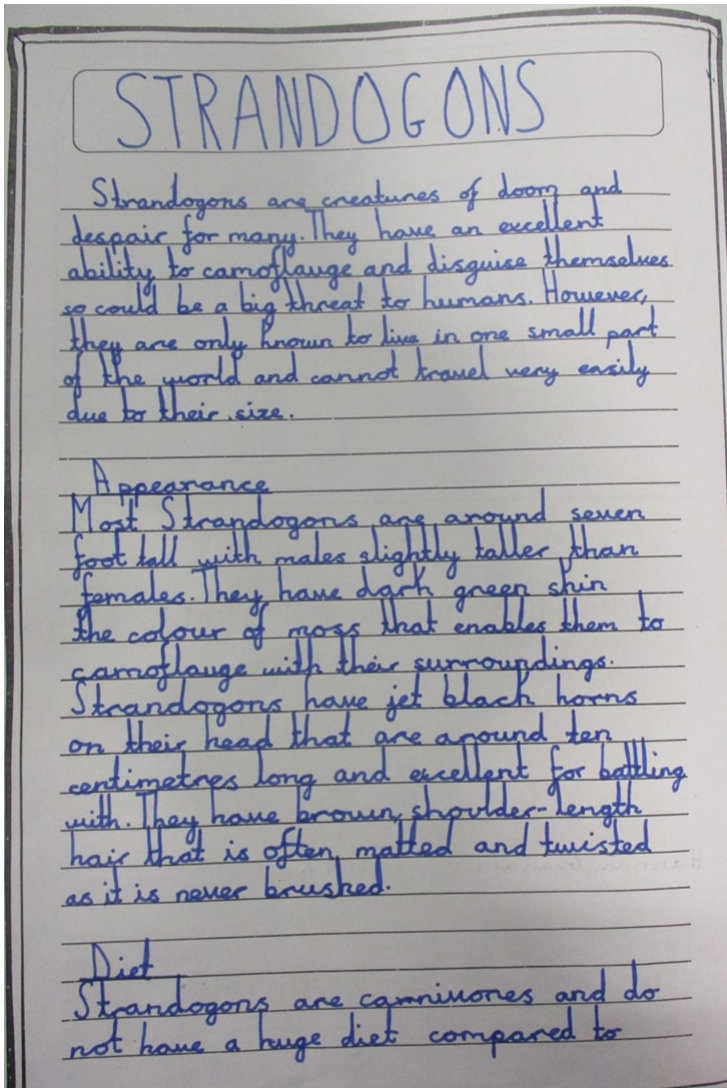 STRANDOGONS
Strandogons are creatures of doom and
despair for many. They have an excellent
ability to camoflauge and disguise themselves
so could be a big threat to humans. However,
they are only known to live in one small part
of the world and cannot travel very easily
due to their size.
Appearance
Most Strandogons are around seven
foot tall with males slightly taller than
females. They have dark green skin
the colour of moss that enables them to
camoflauge with their surroundings.
Strandogons have jet black horns
on their head that are around ten
centimetres long and excellent for battling
with. They have brown, shoulder-length
hair that is often matted and twisted
as it is never brushed.
Diet
Strandogons are carnivores and do
not have a huge diet compared to